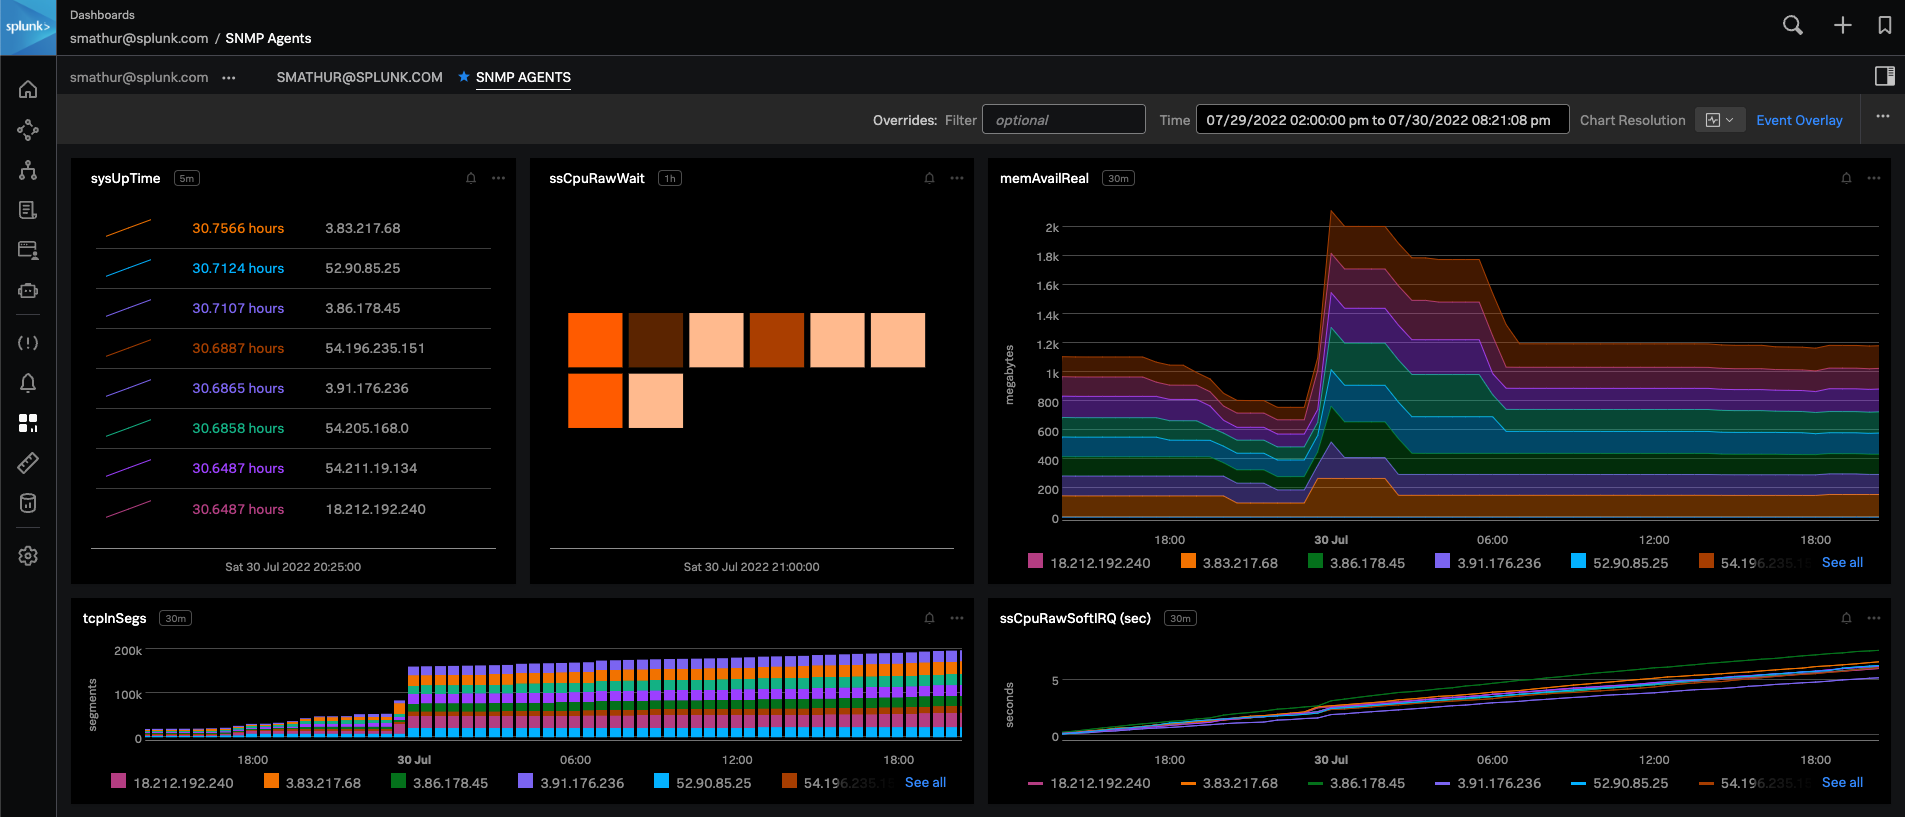 splunk>
Dashboards
smathur@splunk.com / SNMP Agents
smathur@splunk.com ••• SMATHUR@SPLUNK.COM ★ SNMP AGENTS
Overrides: Filter optional Time 07/29/2022 02:00:00 pm to 07/30/2022 08:21:08 pm Chart Resolution Event Overlay
sysUpTime 5m
30.7566 hours 3.83.217.68
30.7124 hours 52.90.85.25
30.7107 hours 3.86.178.45
30.6887 hours 54.196.235.151
30.6865 hours 3.91.176.236
30.6858 hours 54.205.168.0
30.6487 hours 54.211.19.134
30.6487 hours 18.212.192.240
Sat 30 Jul 2022 20:25:00
ssCpuRawWait 1h
Sat 30 Jul 2022 21:00:00
memAvailReal 30m
megabytes
2k
1.8k
1.6k
1.4k
1.2k
1k
800
600
400
200
0
18:00 30 Jul 06:00 12:00 18:00
18.212.192.240 3.83.217.68 3.86.178.45 3.91.176.236 52.90.85.25 54.196.235.1 See all
tcpInSegs 30m
segments
200k
100k
0
18:00 30 Jul 06:00 12:00 18:00
18.212.192.240 3.83.217.68 3.86.178.45 3.91.176.236 52.90.85.25 54.196.235.1 See all
ssCpuRawSoftIRQ (sec) 30m
seconds
5
0
18:00 30 Jul 06:00 12:00 18:00
18.212.192.240 3.83.217.68 3.86.178.45 3.91.176.236 52.90.85.25 54.196.235.1 See all